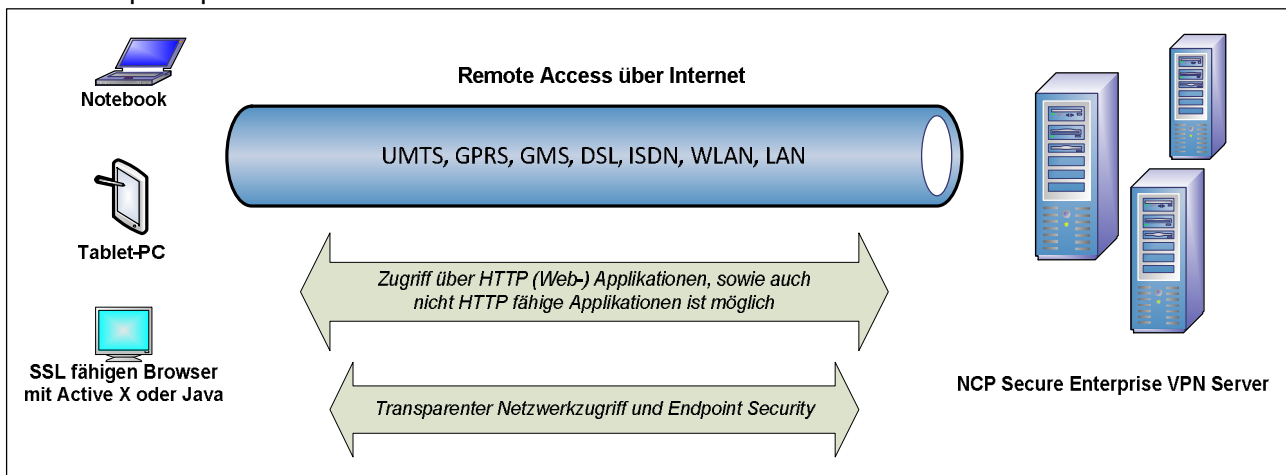 Remote Access über Internet
Notebook
UMTS, GPRS, GMS, DSL, ISDN, WLAN, LAN
Tablet-PC
Zugriff über HTTP (Web-) Applikationen, sowie auch
nicht HTTP fähige Applikationen ist möglich
SSL fähigen Browser
mit Active X oder Java
NCP Secure Enterprise VPN Server
Transparenter Netzwerkzugriff und Endpoint Security